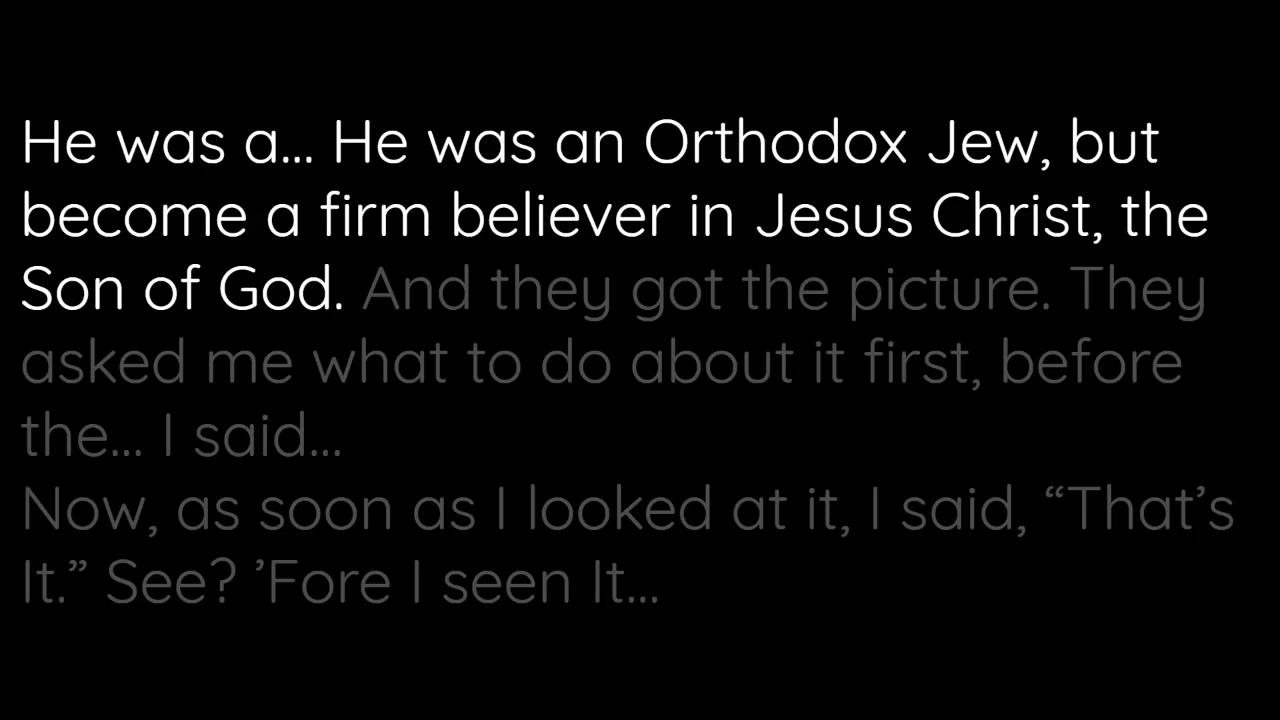 He was a... He was an Orthodox Jew, but
become a firm believer in Jesus Christ, the
Son of God. And they got the picture. They
asked me what to do about it first, before
the... I said...
Now, as soon as I looked at it, I said, “That’s
It.” See? ’Fore I seen It...